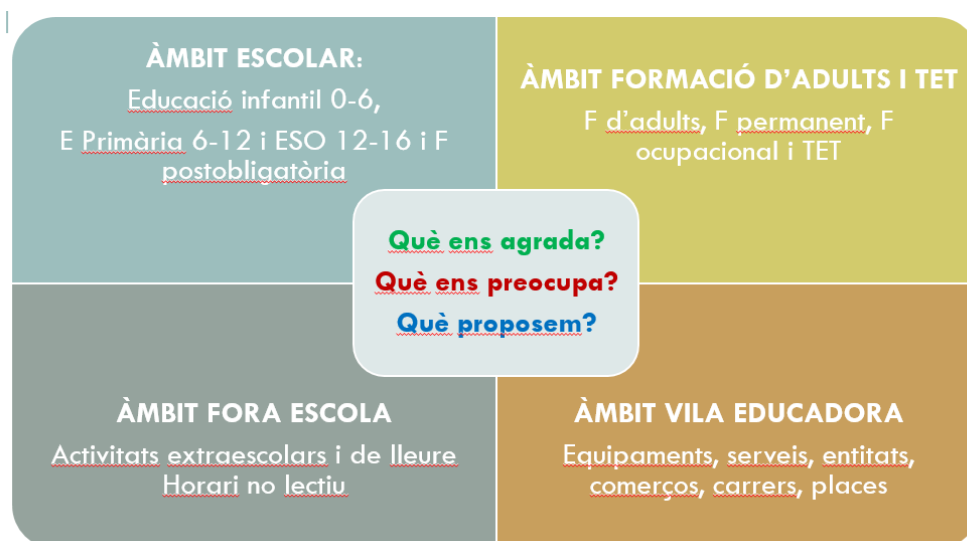 ÀMBIT ESCOLAR:
Educació infantil 0-6,
E Primària 6-12 i ESO 12-16 i F
postobligatòria
ÀMBIT FORMACIÓ D'ADULTS I TET
F d'adults, F permanent, F
ocupacional i TET
Què ens agrada?
Què ens preocupa?
Què proposem?
ÀMBIT FORA ESCOLA
Activitats extraescolars i de lleure
Horari no lectiu
ÀMBIT VILA EDUCADORA
Equipaments, serveis, entitats,
comerços, carrers, places